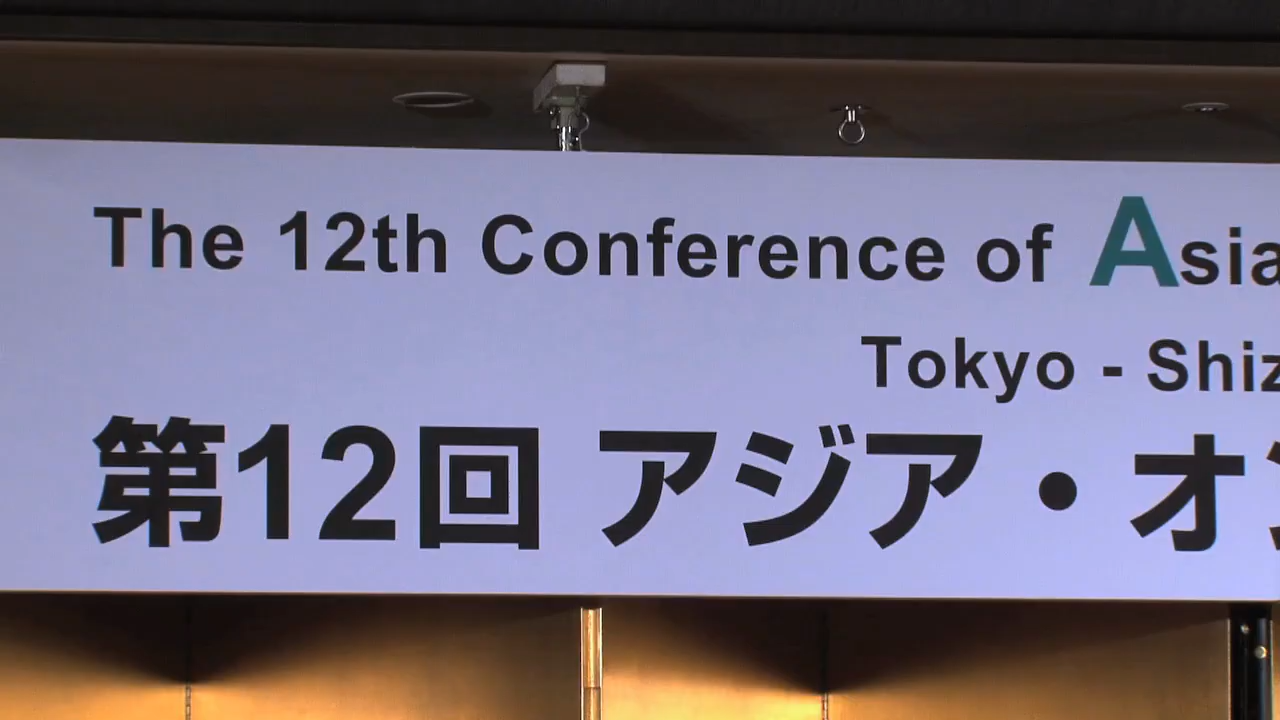 The 12th Conference of Asia
Tokyo - Shiz
第12回 アジア・オ